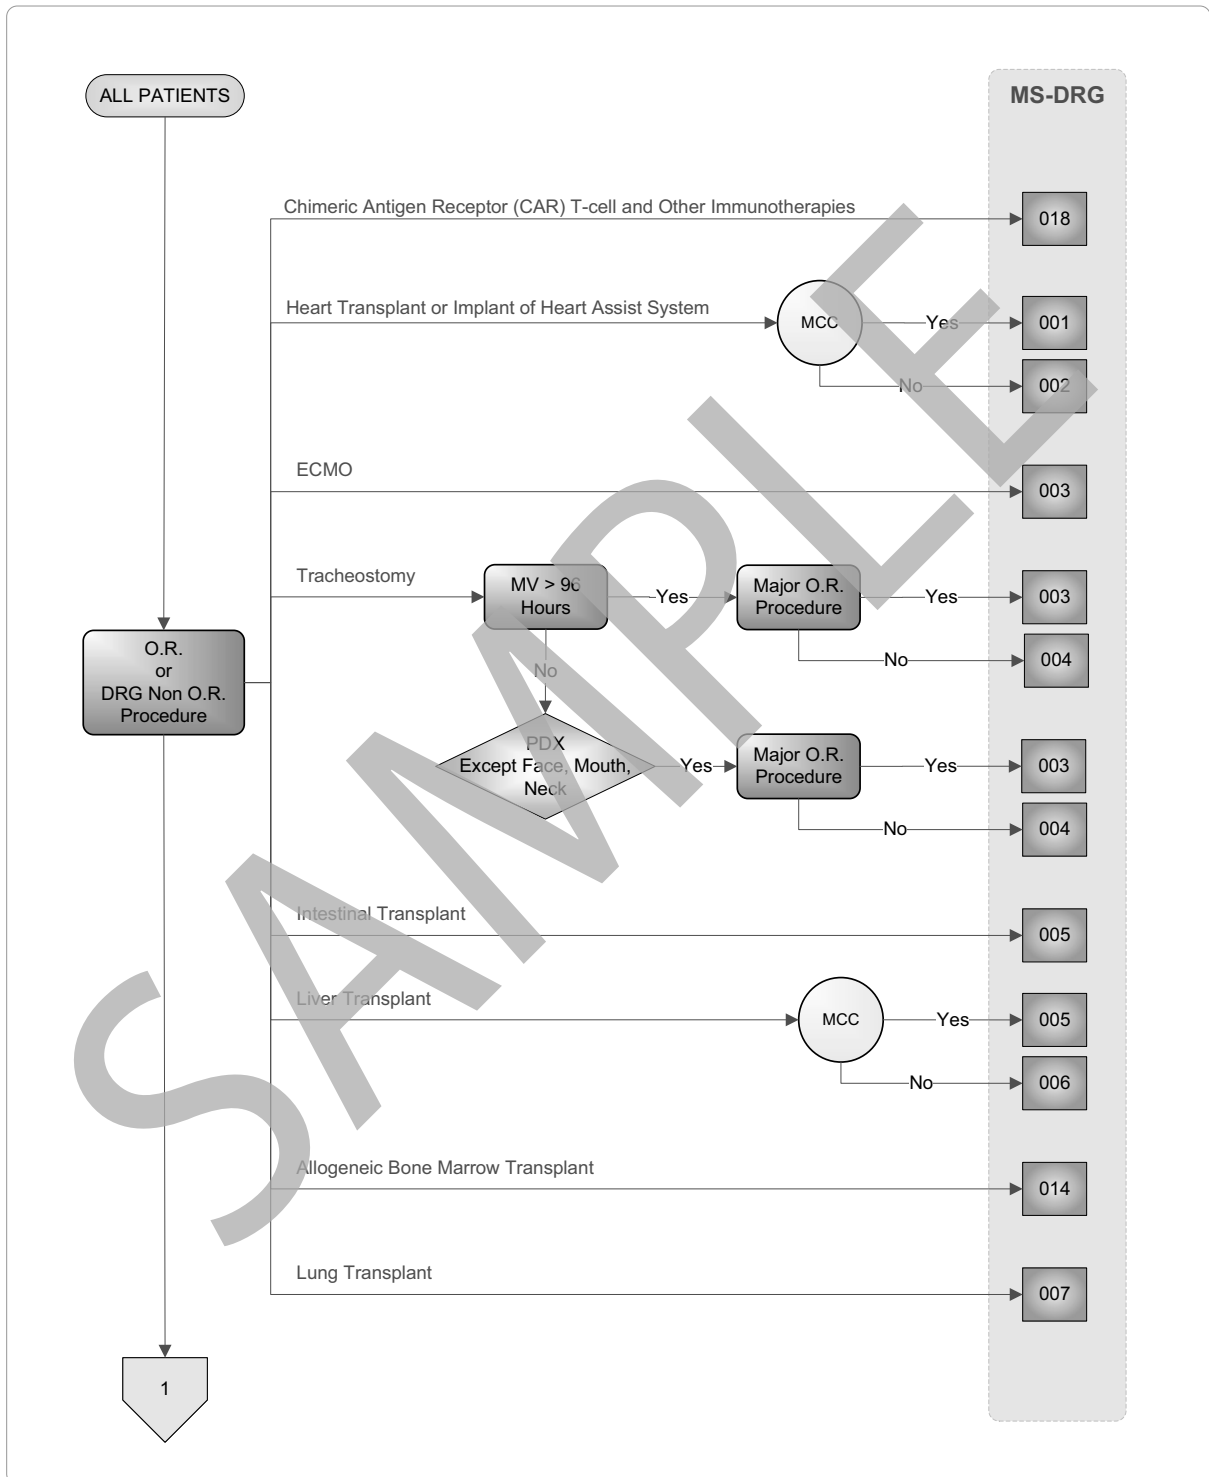 ALL PATIENTS
MS-DRG
Chimeric Antigen Receptor (CAR) T-cell and Other Immunotherapies
018
Heart Transplant or Implant of Heart Assist System
MCC
Yes
001
No
002
ECMO
003
Tracheostomy
MV > 96
Hours
Yes
Major O.R.
Procedure
Yes
003
No
004
O.R.
or
DRG Non O.R.
Procedure
No
PDX
Except Face, Mouth,
Neck
Yes
Major O.R.
Procedure
Yes
003
No
004
Intestinal Transplant
005
Liver Transplant
MCC
Yes
005
No
006
Allogeneic Bone Marrow Transplant
014
Lung Transplant
007
1
SAMPLE